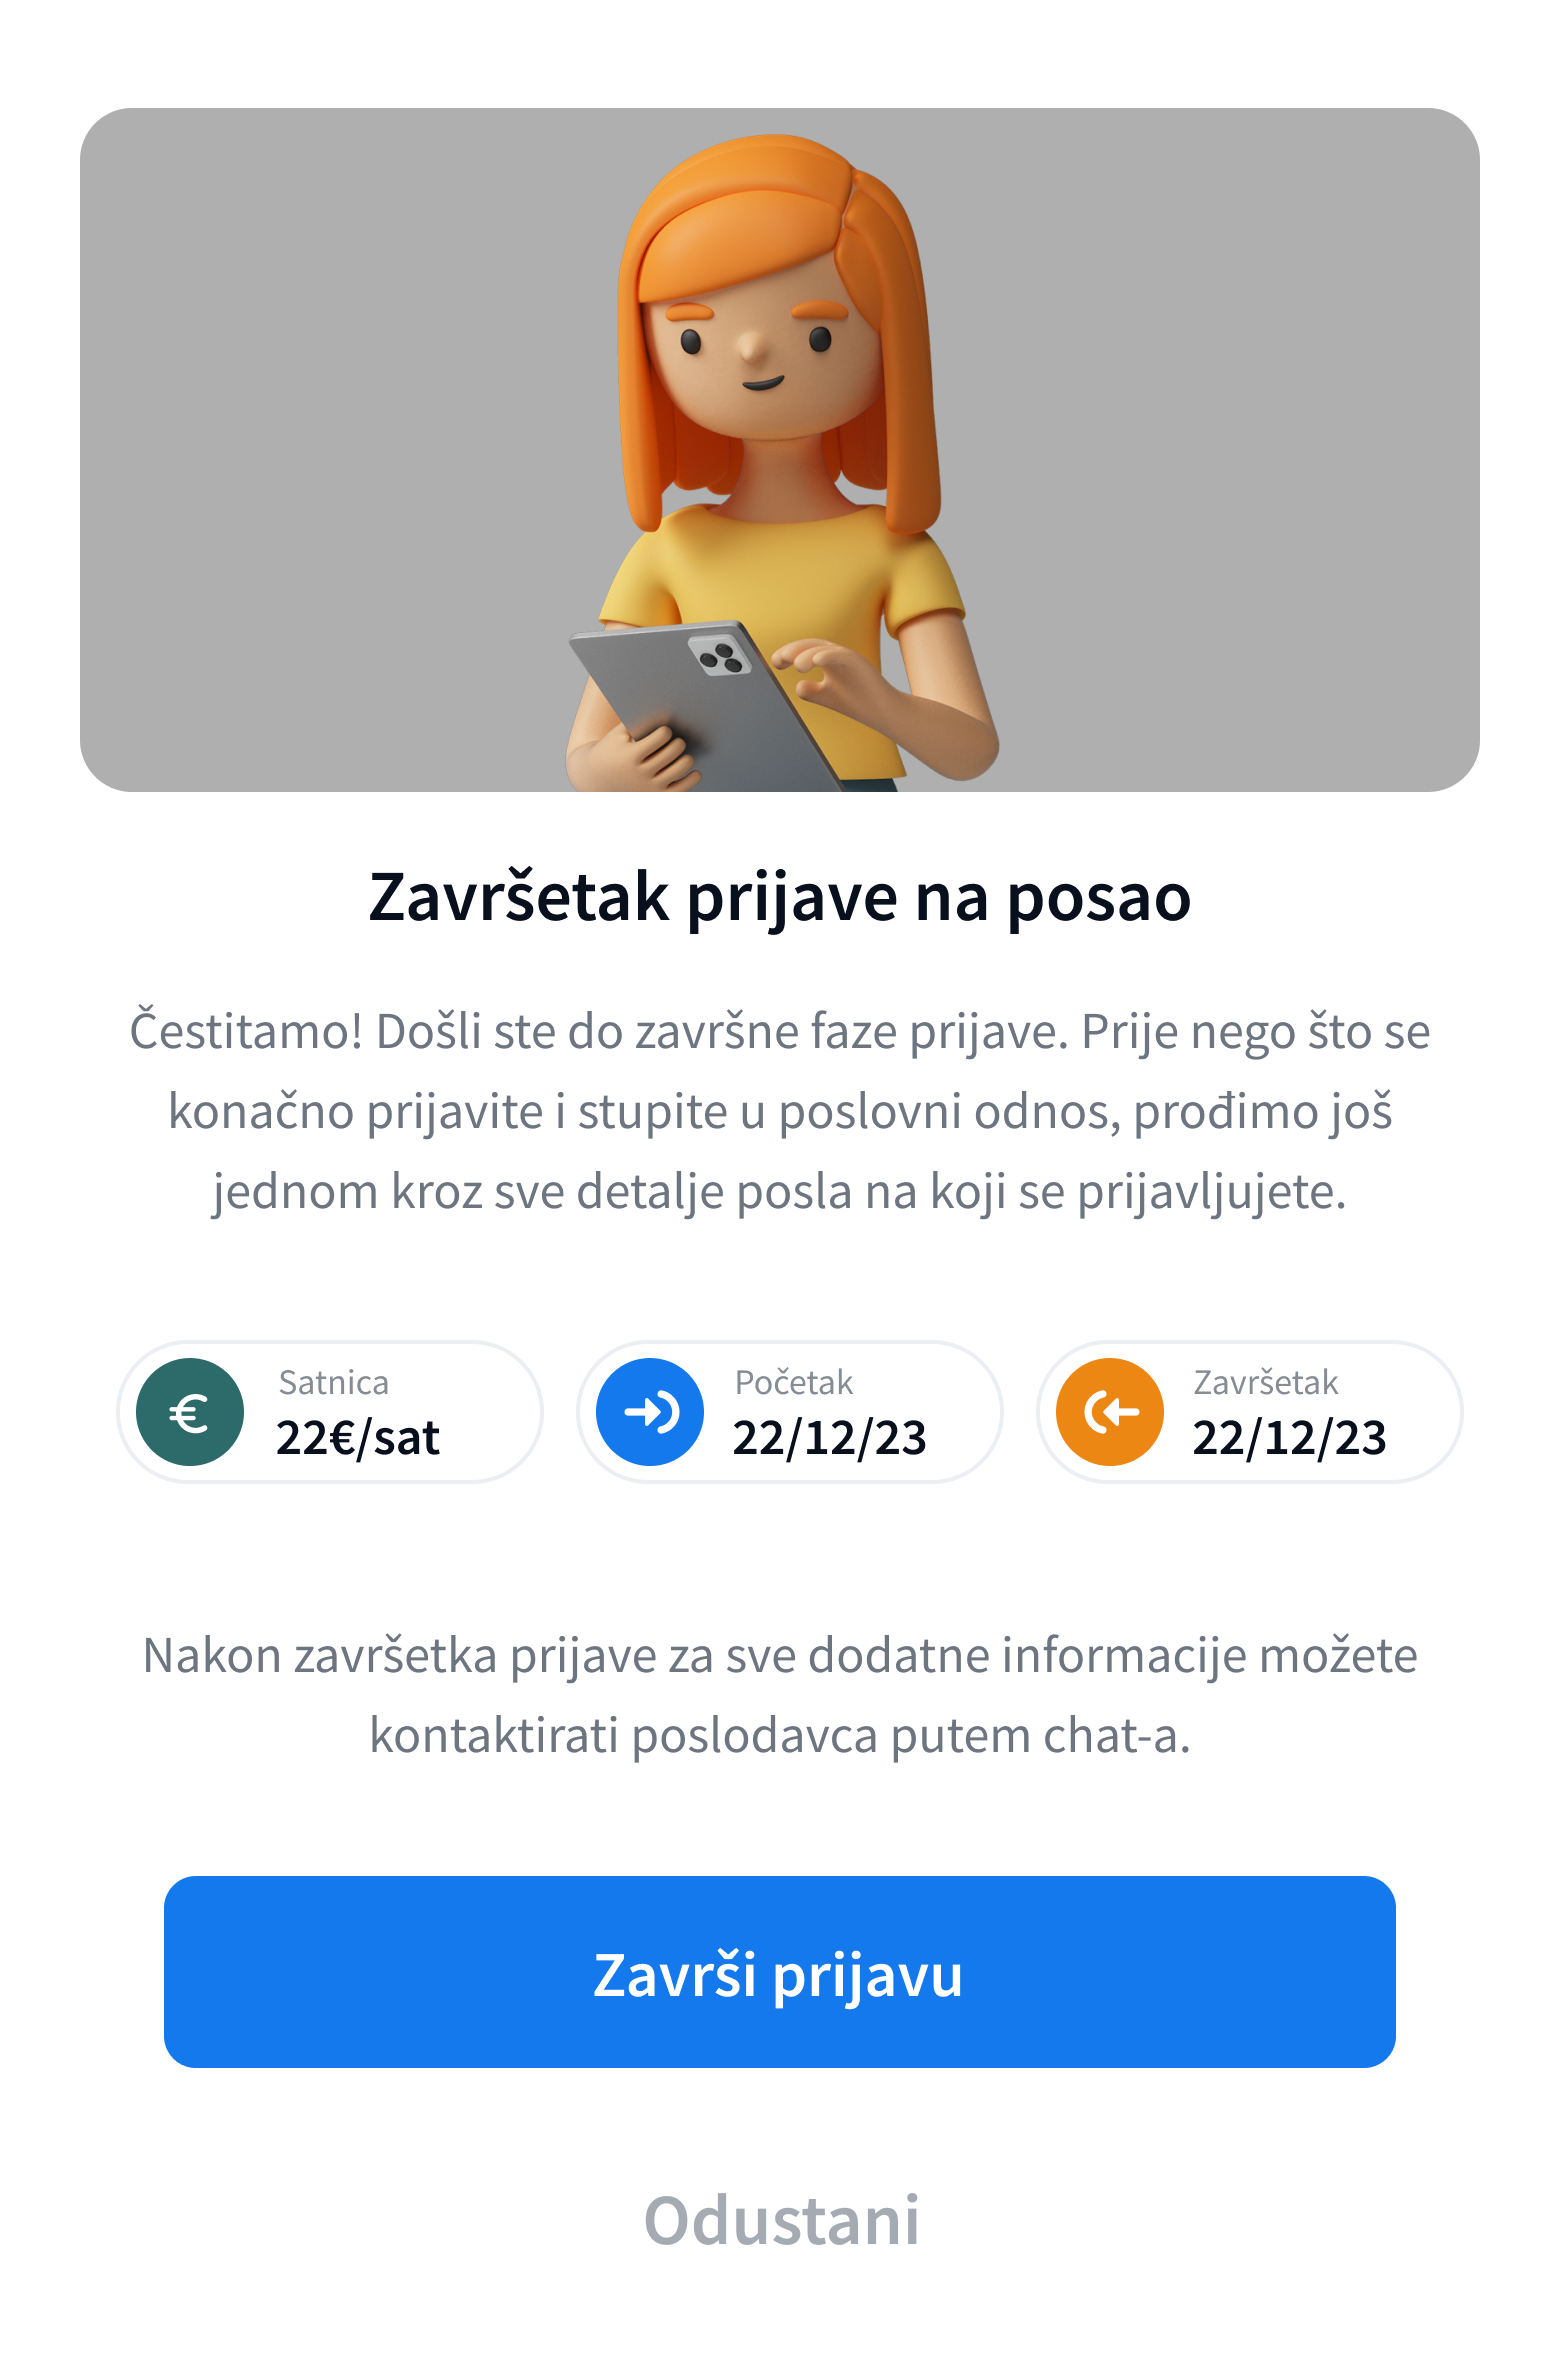 Završetak prijave na posao
Čestitamo! Došli ste do završne faze prijave. Prije nego što se
konačno prijavite i stupite u poslovni odnos, prođimo još
jednom kroz sve detalje posla na koji se prijavljujete.
Satnica
22€/sat
Početak
22/12/23
Završetak
22/12/23
Nakon završetka prijave za sve dodatne informacije možete
kontaktirati poslodavca putem chat-a.
Završi prijavu
Odustani